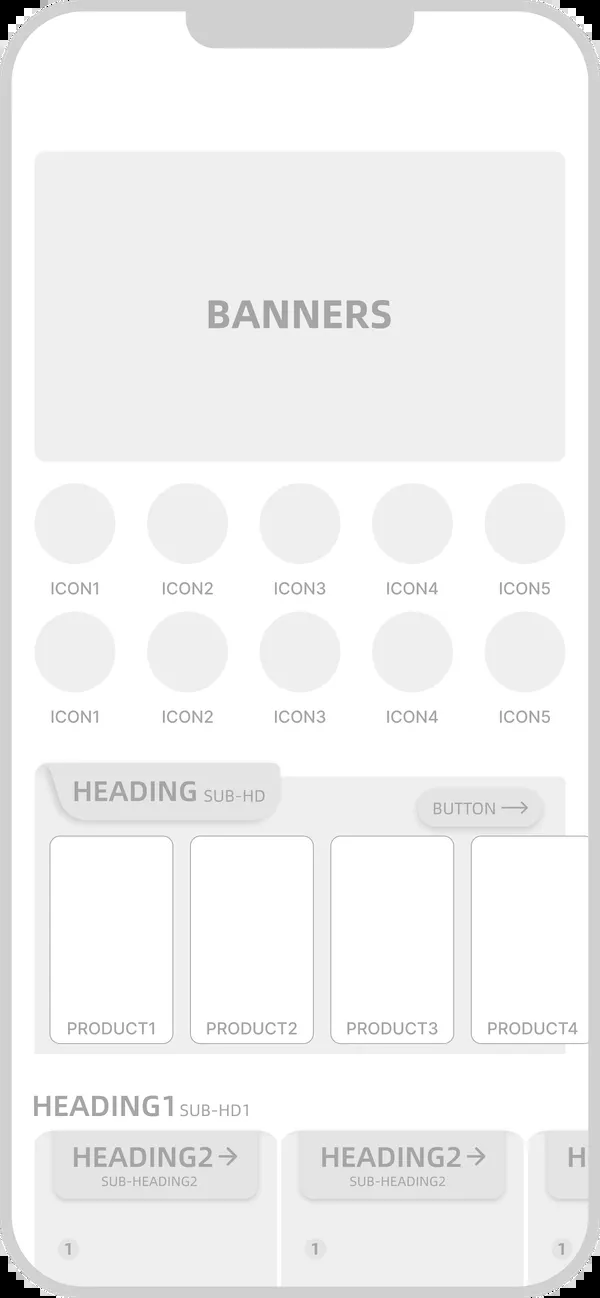 BANNERS
ICON1 ICON2 ICON3 ICON4 ICON5
ICON1 ICON2 ICON3 ICON4 ICON5
HEADING SUB-HD
BUTTON →
PRODUCT1 PRODUCT2 PRODUCT3 PRODUCT4
HEADING1 SUB-HD1
HEADING2 → HEADING2 → H
SUB-HEADING2 SUB-HEADING2
1 1 1